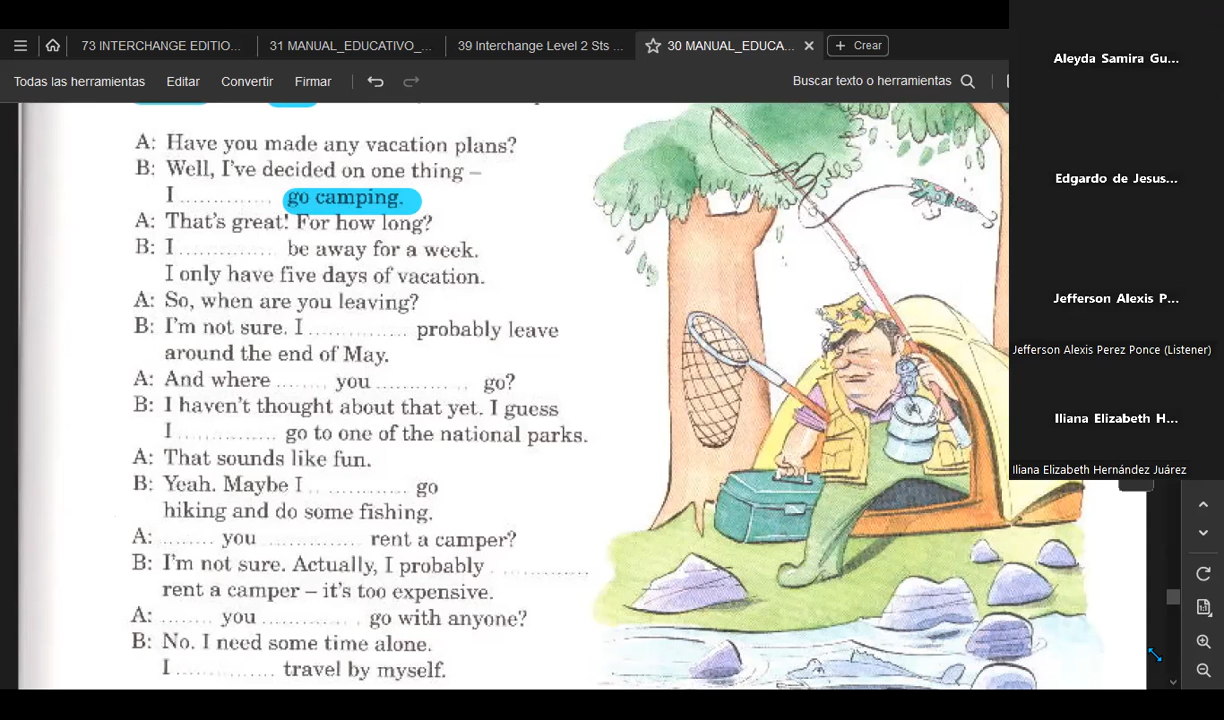 73 INTERCHANGE EDITIO...
31 MANUAL_EDUCATIVO_...
39 Interchange Level 2 Sts ...
30 MANUAL_EDUCA...
Crear
Todas las herramientas
Editar
Convertir
Firmar
Buscar texto o herramientas
A: Have you made any vacation plans?
B: Well, I've decided on one thing –
I .............. go camping.
A: That's great! For how long?
B: I .............. be away for a week.
I only have five days of vacation.
A: So, when are you leaving?
B: I'm not sure. I .............. probably leave
around the end of May.
A: And where ........ you .............. go?
B: I haven't thought about that yet. I guess
I .............. go to one of the national parks.
A: That sounds like fun.
B: Yeah. Maybe I .............. go
hiking and do some fishing.
A: ........ you .............. rent a camper?
B: I'm not sure. Actually, I probably ..............
rent a camper – it's too expensive.
A: ........ you .............. go with anyone?
B: No. I need some time alone.
I .............. travel by myself.
Aleyda Samira Gu...
Edgardo de Jesus...
Jefferson Alexis P...
Jefferson Alexis Perez Ponce (Listener)
Iliana Elizabeth H...
Iliana Elizabeth Hernández Juárez